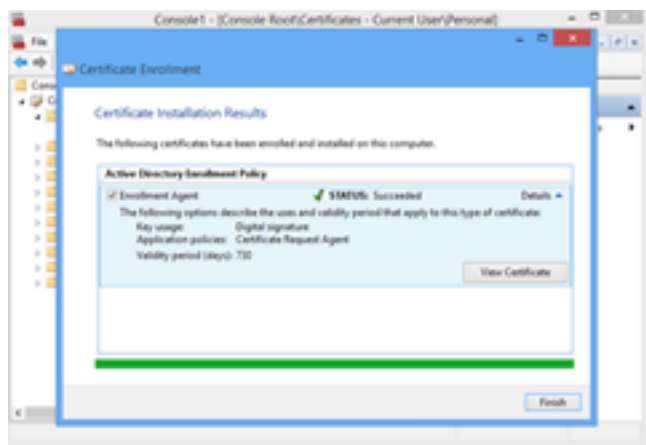 Console1 - [Console Root\Certificates - Current User\Personal]
File
Certificate Enrollment
Certificate Installation Results
The following certificates have been enrolled and installed on this computer.
Active Directory Enrollment Policy
Enrollment Agent STATUS: Succeeded Details
The following options describe the uses and validity period that apply to this type of certificate:
Key usage: Digital signature
Application policies: Certificate Request Agent
Validity period (days): 730
View Certificate
Finish